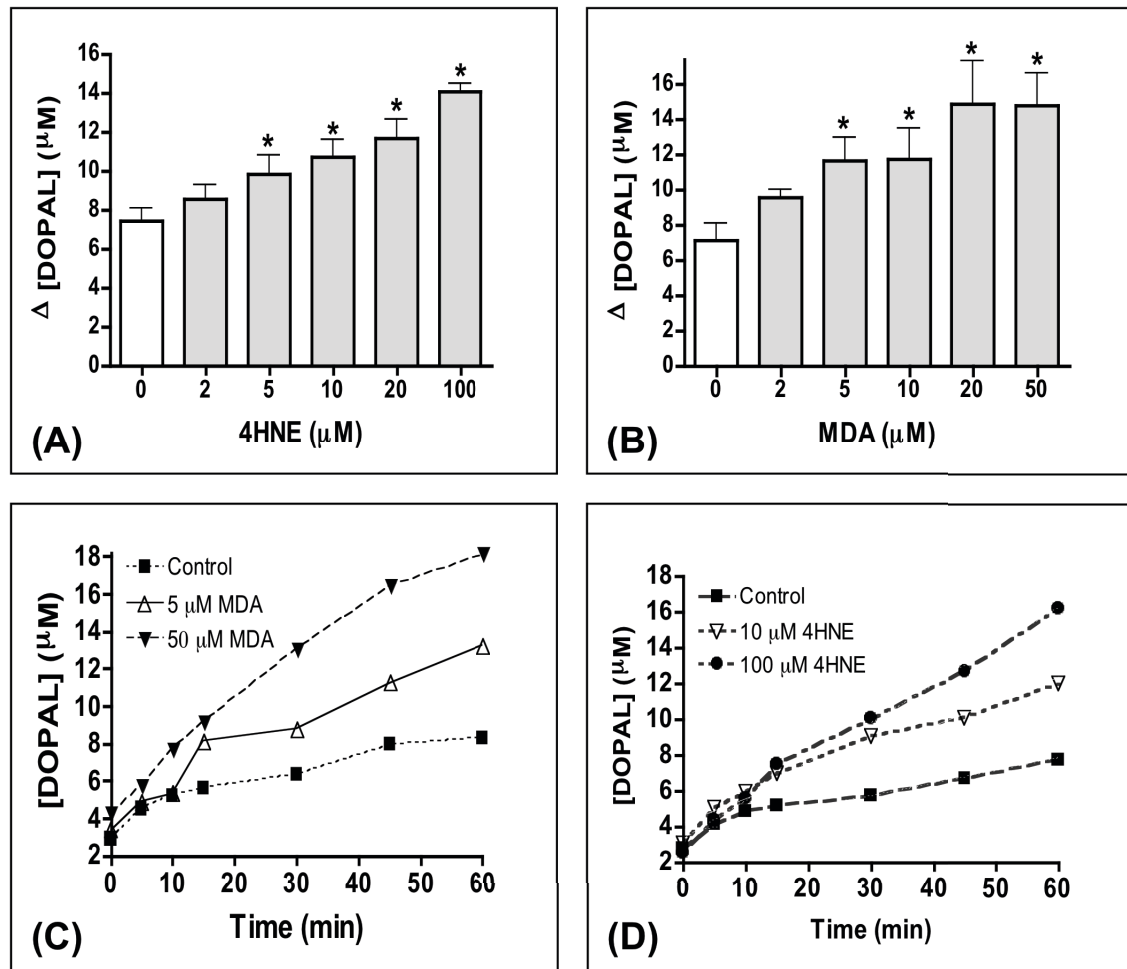 16
14
12
10
8
6
4
2
0
Δ [DOPAL] (μM)
* * * *
0 2 5 10 20 100
4HNE (μM)
(A)
16
14
12
10
8
6
4
2
0
Δ [DOPAL] (μM)
* * * *
0 2 5 10 20 50
MDA (μM)
(B)
18
16
14
12
10
8
6
4
2
[DOPAL] (μM)
Control
5 μM MDA
50 μM MDA
0 10 20 30 40 50 60
Time (min)
(C)
18
16
14
12
10
8
6
4
2
[DOPAL] (μM)
Control
10 μM 4HNE
100 μM 4HNE
0 10 20 30 40 50 60
Time (min)
(D)